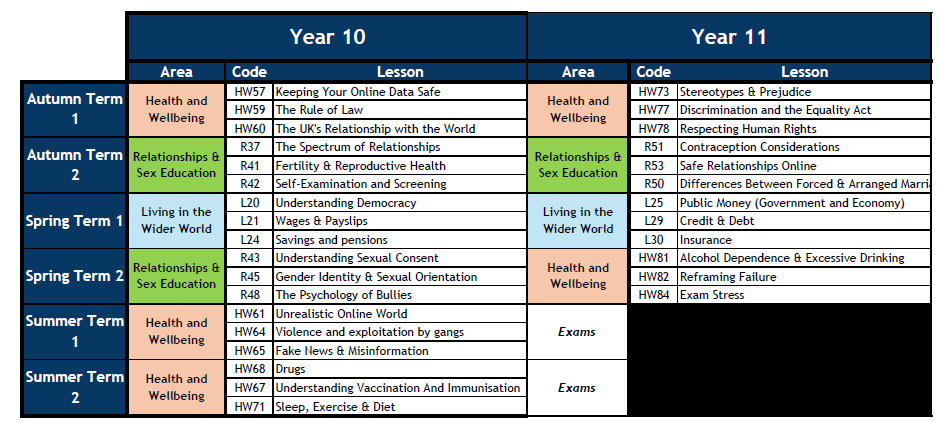 Year 10 Year 11
Area Code Lesson Area Code Lesson
Autumn Term 1 Health and Wellbeing HW57 Keeping Your Online Data Safe Health and Wellbeing HW73 Stereotypes & Prejudice
HW59 The Rule of Law HW77 Discrimination and the Equality Act
HW60 The UK's Relationship with the World HW78 Respecting Human Rights
Autumn Term 2 Relationships & Sex Education R37 The Spectrum of Relationships Relationships & Sex Education R51 Contraception Considerations
R41 Fertility & Reproductive Health R53 Safe Relationships Online
R42 Self-Examination and Screening R50 Differences Between Forced & Arranged Marri
Spring Term 1 Living in the Wider World L20 Understanding Democracy Living in the Wider World L25 Public Money (Government and Economy)
L21 Wages & Payslips L29 Credit & Debt
L24 Savings and pensions L30 Insurance
Spring Term 2 Relationships & Sex Education R43 Understanding Sexual Consent Health and Wellbeing HW81 Alcohol Dependence & Excessive Drinking
R45 Gender Identity & Sexual Orientation HW82 Reframing Failure
R48 The Psychology of Bullies HW84 Exam Stress
Summer Term 1 Health and Wellbeing HW61 Unrealistic Online World Exams
HW64 Violence and exploitation by gangs
HW65 Fake News & Misinformation
Summer Term 2 Health and Wellbeing HW68 Drugs Exams
HW67 Understanding Vaccination And Immunisation
HW71 Sleep, Exercise & Diet